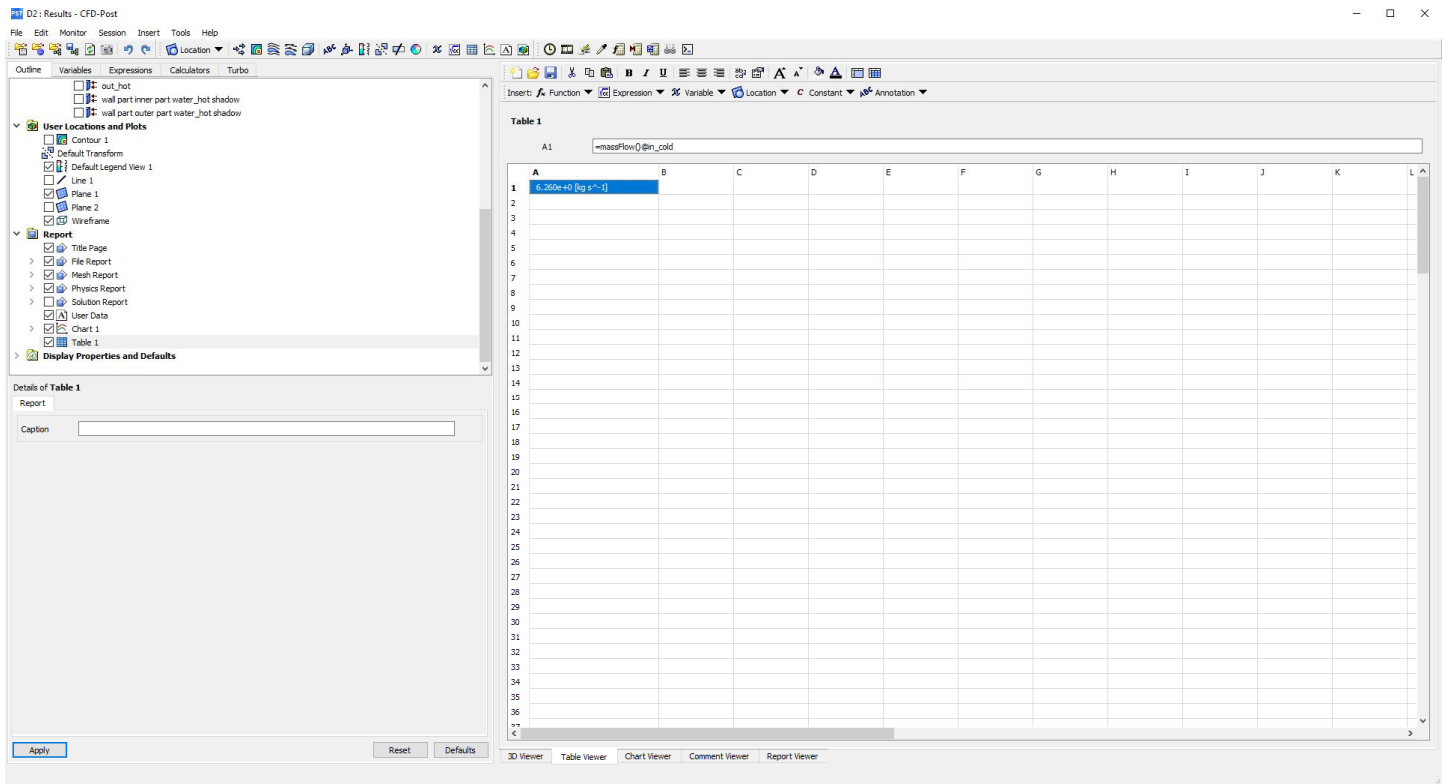 PST D2 : Results - CFD-Post
File Edit Monitor Session Insert Tools Help
Location
Outline Variables Expressions Calculators Turbo
out_hot
wall part inner part water_hot shadow
wall part outer part water_hot shadow
User Locations and Plots
Contour 1
Default Transform
Default Legend View 1
Line 1
Plane 1
Plane 2
Wireframe
Report
Title Page
File Report
Mesh Report
Physics Report
Solution Report
User Data
Chart 1
Table 1
Display Properties and Defaults
Details of Table 1
Report
Caption
Apply Reset Defaults
B I U
Insert: Function Expression Variable Location C Constant Annotation
Table 1
A1 =massFlow()@in_cold
A B C D E F G H I J K L
1 6.260e+0 [kg s^-1]
2
3
4
5
6
7
8
9
10
11
12
13
14
15
16
17
18
19
20
21
22
23
24
25
26
27
28
29
30
31
32
33
34
35
36
37
3D Viewer Table Viewer Chart Viewer Comment Viewer Report Viewer